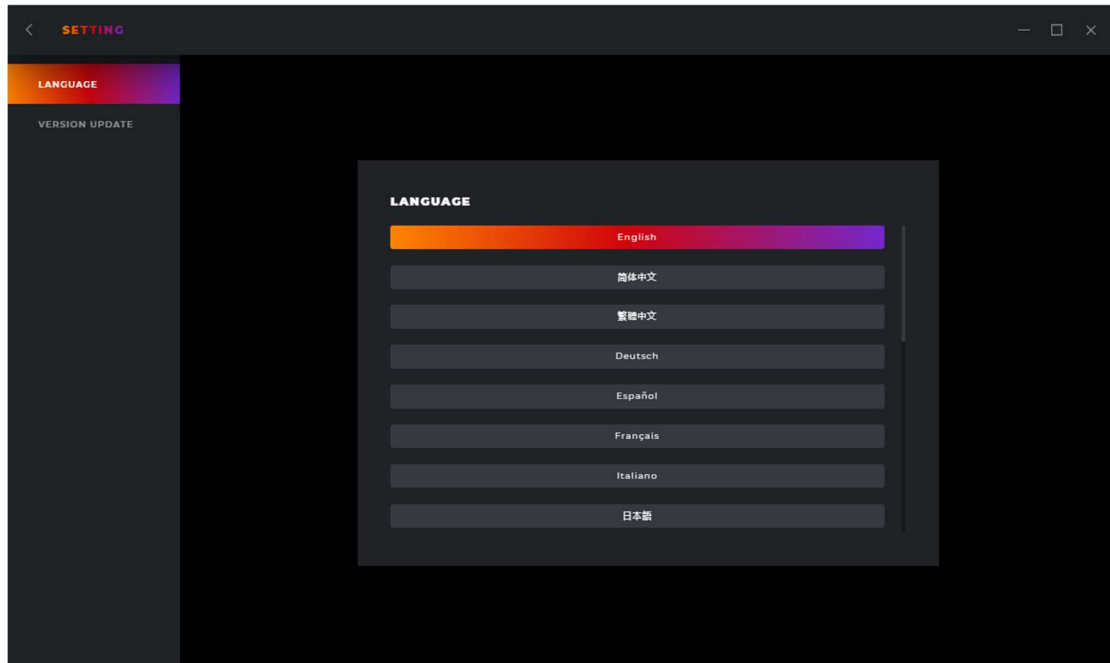 SETTING
LANGUAGE
VERSION UPDATE
LANGUAGE
English
简体中文
繁體中文
Deutsch
Español
Français
Italiano
日本語